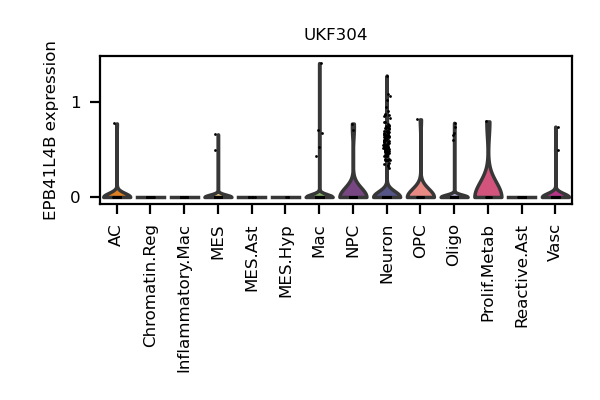 UKF304
EPB41L4B expression
1
0
AC
Chromatin.Reg
Inflammatory.Mac
MES
MES.Ast
MES.Hyp
Mac
NPC
Neuron
OPC
Oligo
Prolif.Metab
Reactive.Ast
Vasc